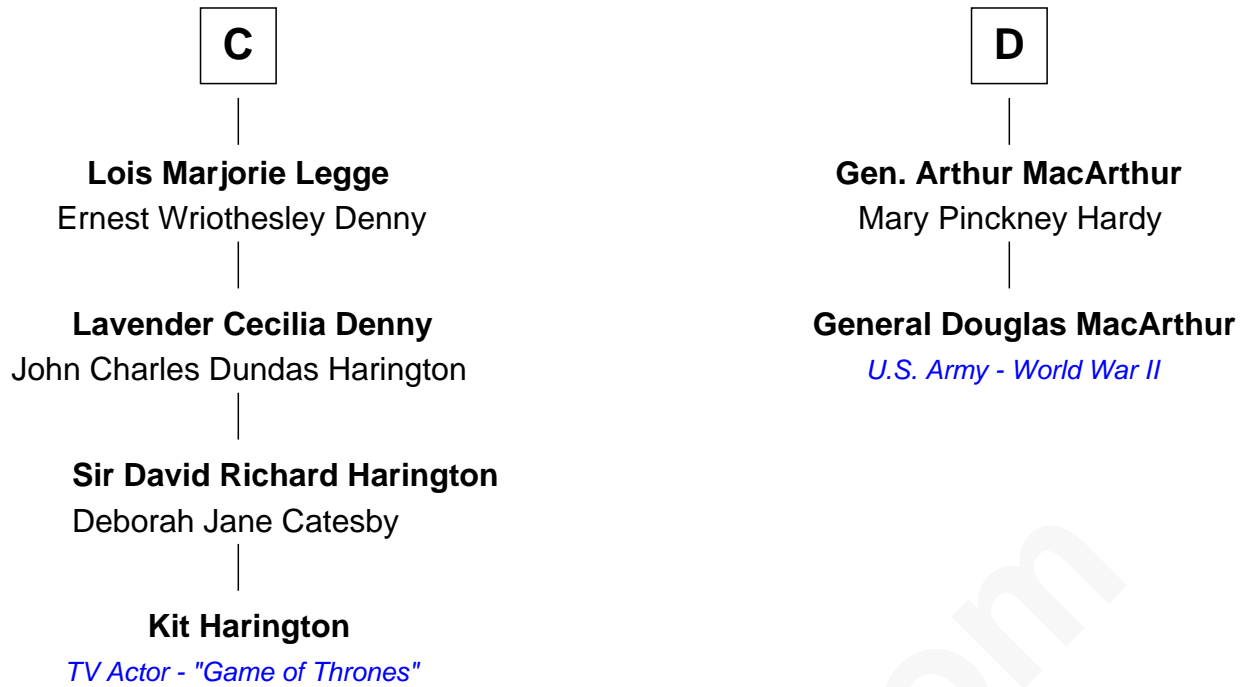 C
Lois Marjorie Legge
Ernest Wriothesley Denny
Lavender Cecilia Denny
John Charles Dundas Harington
Sir David Richard Harington
Deborah Jane Catesby
Kit Harington
TV Actor - "Game of Thrones"
D
Gen. Arthur MacArthur
Mary Pinckney Hardy
General Douglas MacArthur
U.S. Army - World War II
om